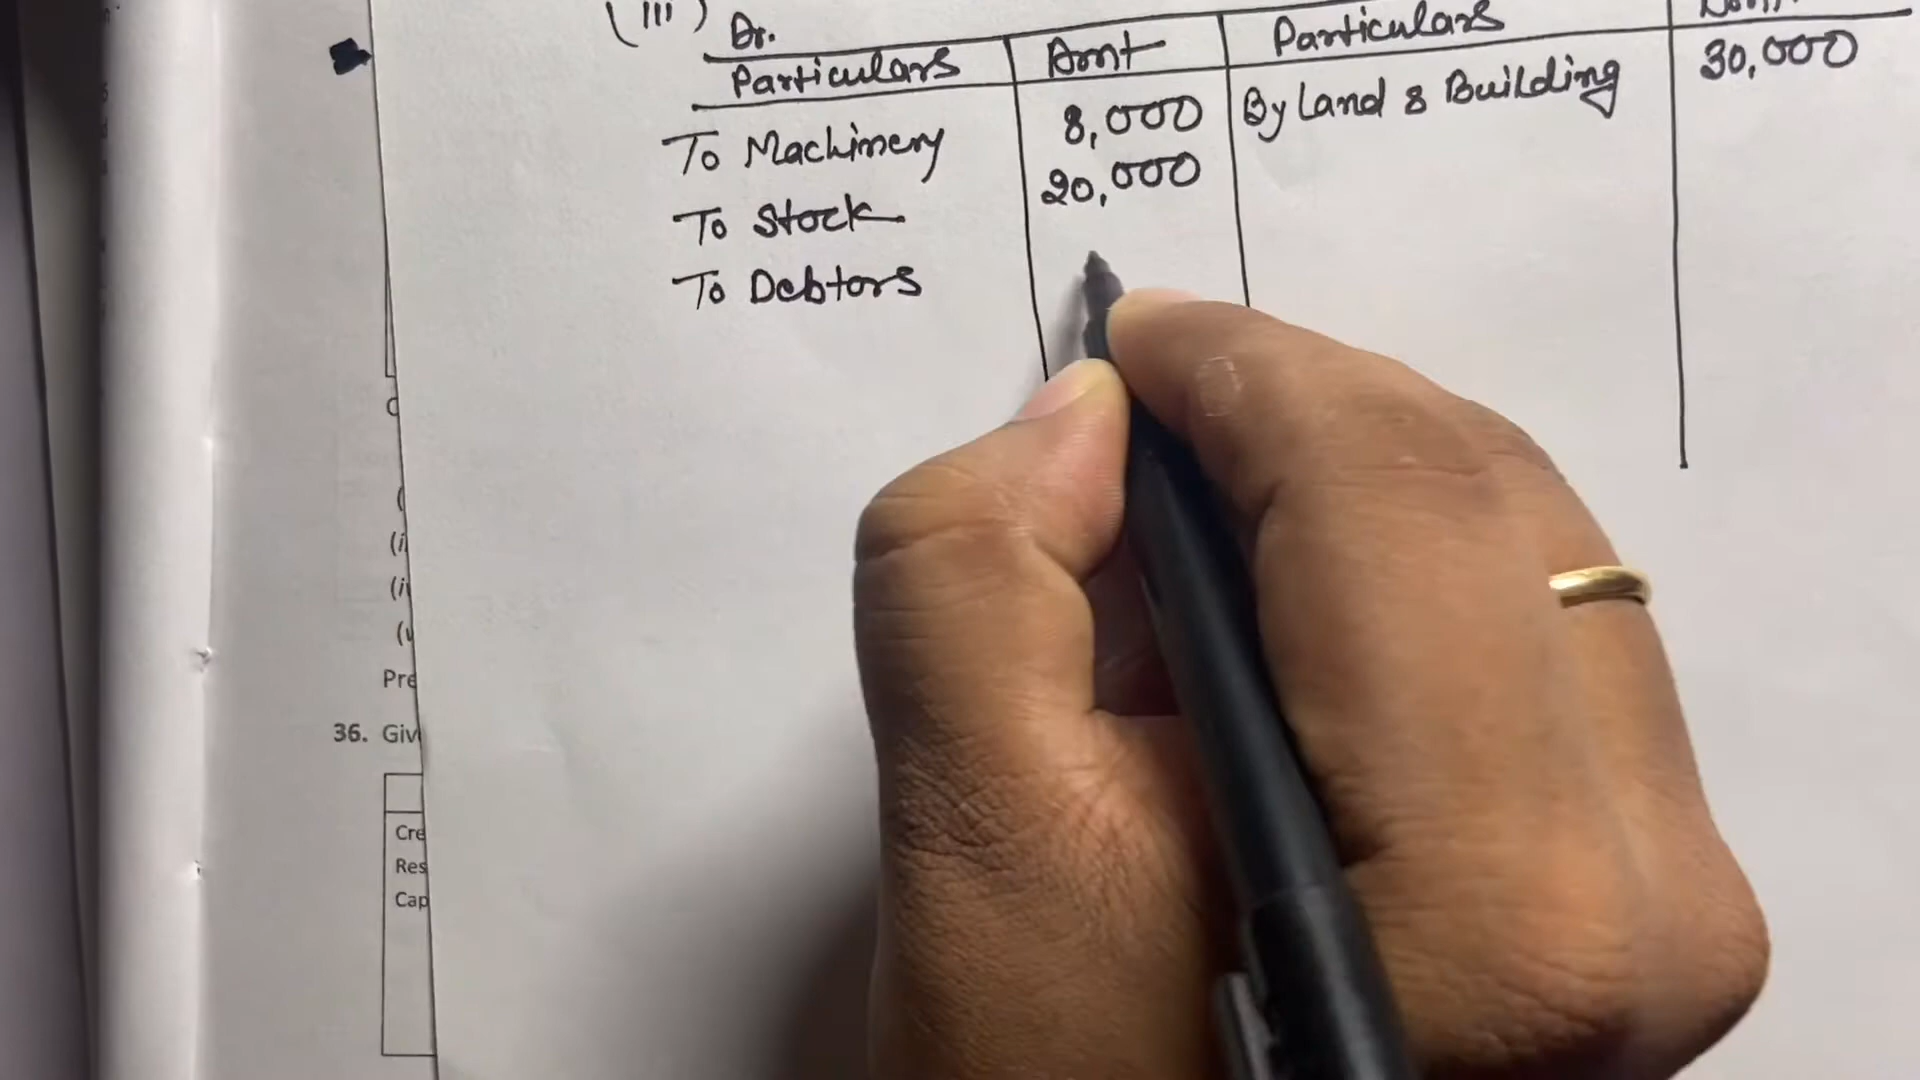 (III) Dr.
Particulars Amt Particulars
To Machinery 8,000 By Land & Building 30,000
To Stock 20,000
To Debtors
(i
(i
Pre
36. Giv
Cre
Res
Cap